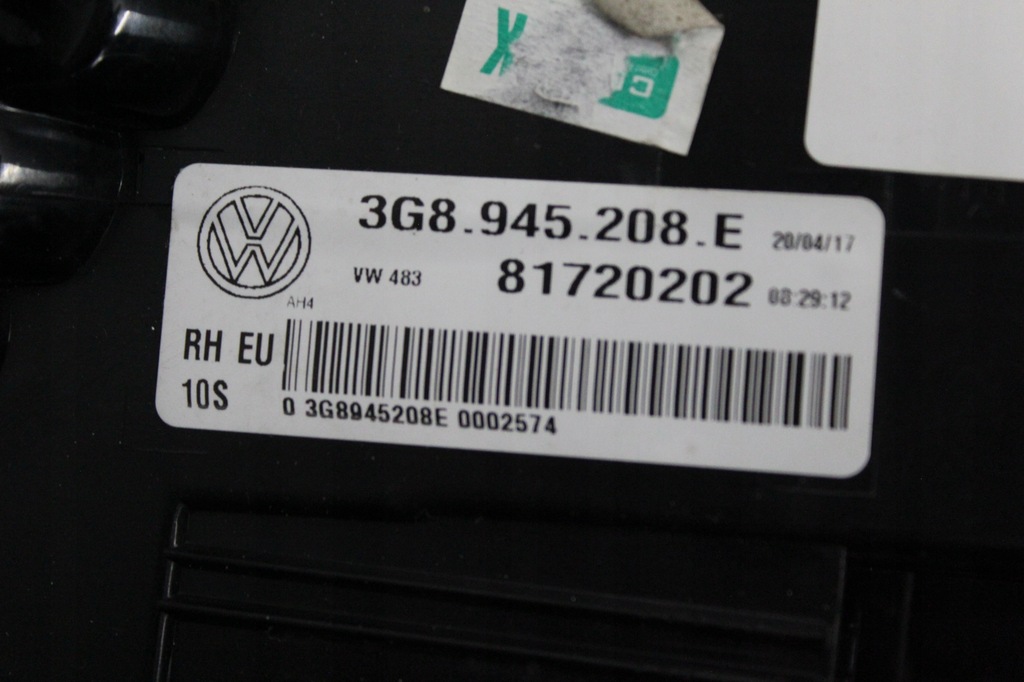 3G8.945.208.E 20/04/17
VW 483 81720202 08:29:12
AH4
RH EU
10S
0 3G8945208E 0002574